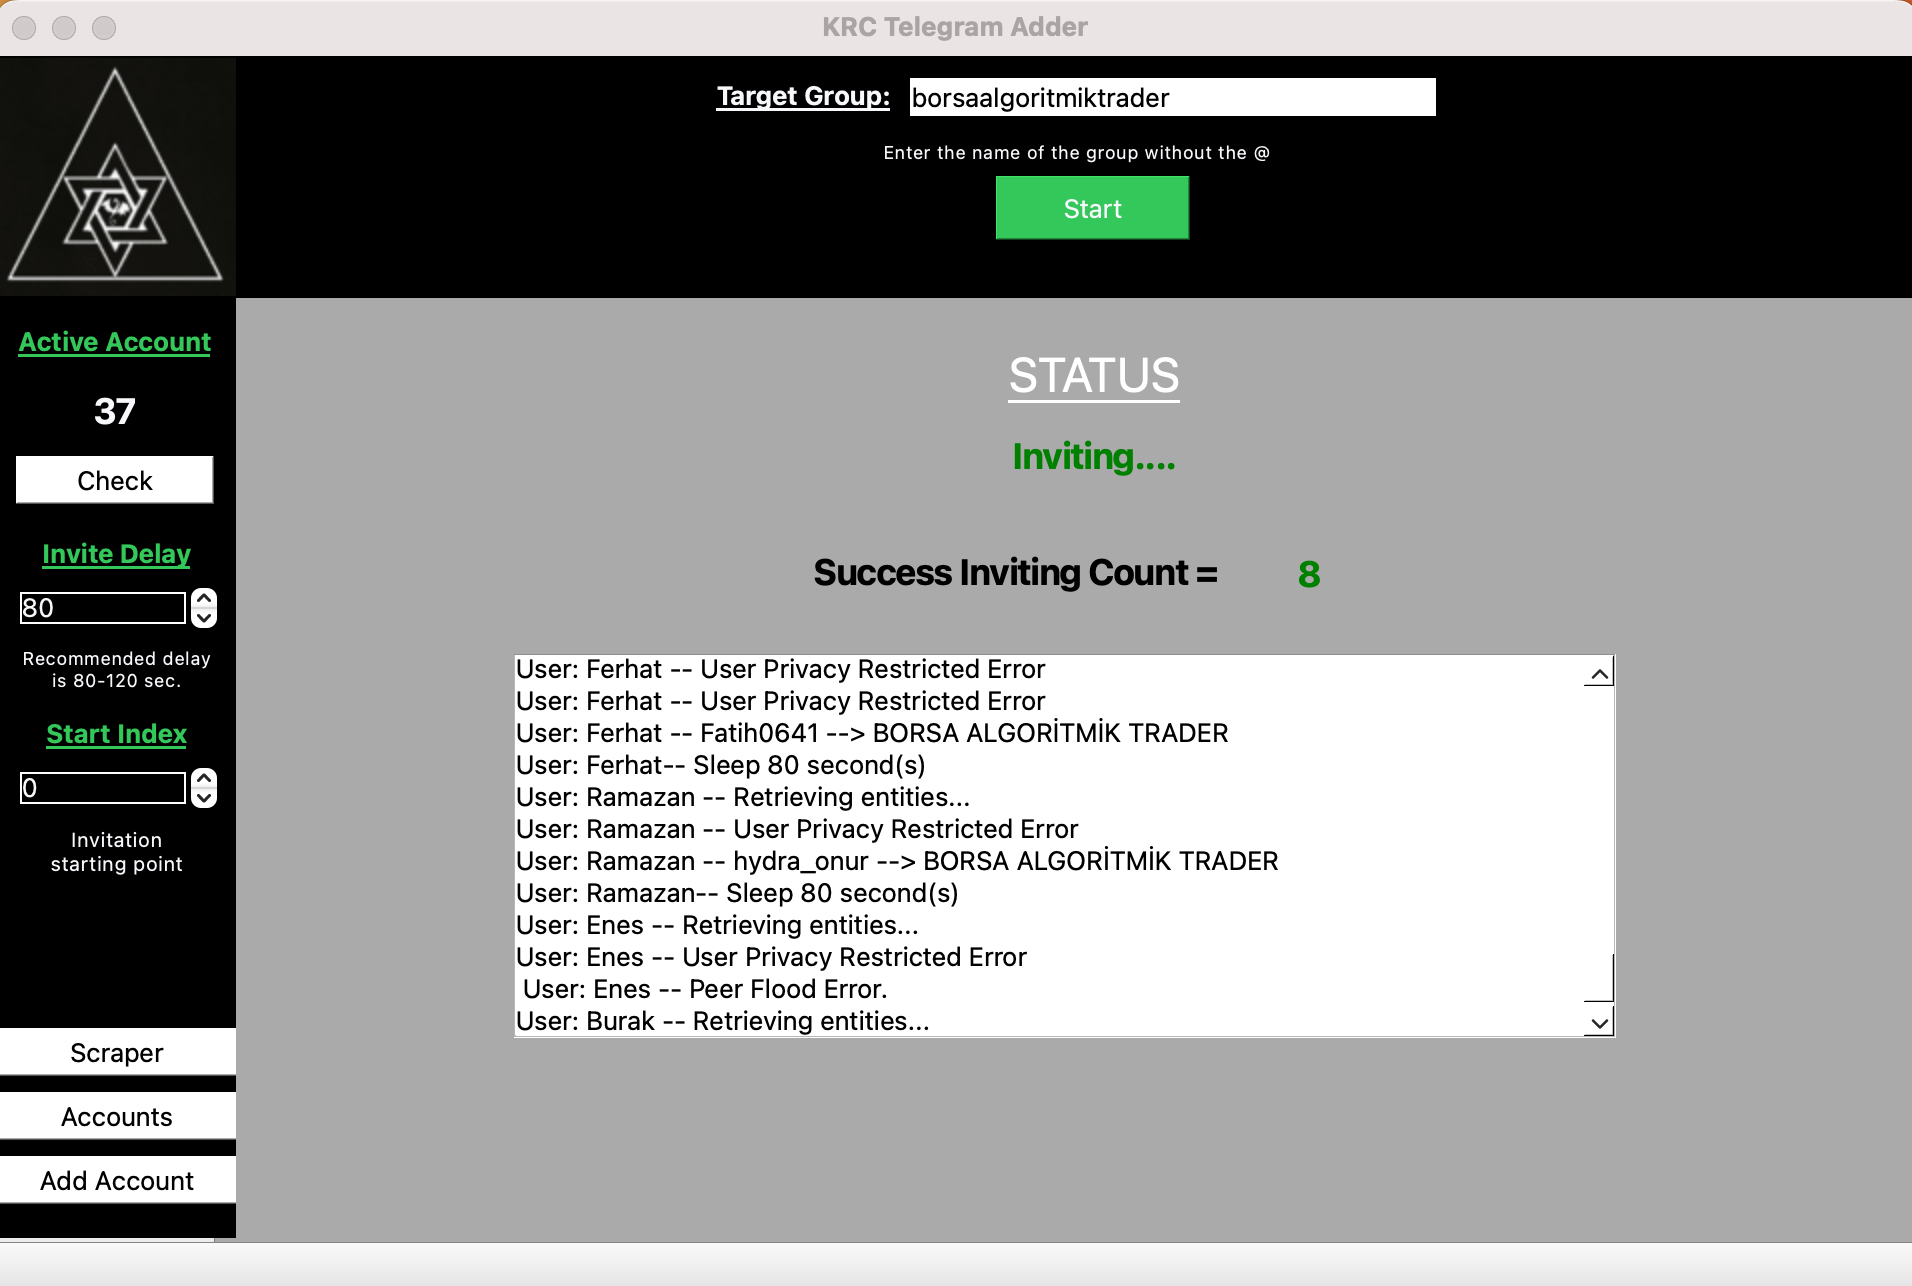 KRC Telegram Adder
Target Group: borsaalgoritmiktrader
Enter the name of the group without the @
Start
Active Account
37
Check
Invite Delay
80
Recommended delay
is 80-120 sec.
Start Index
0
Invitation
starting point
Scraper
Accounts
Add Account
STATUS
Inviting....
Success Inviting Count = 8
User: Ferhat -- User Privacy Restricted Error
User: Ferhat -- User Privacy Restricted Error
User: Ferhat -- Fatih0641 --> BORSA ALGORİTMİK TRADER
User: Ferhat-- Sleep 80 second(s)
User: Ramazan -- Retrieving entities...
User: Ramazan -- User Privacy Restricted Error
User: Ramazan -- hydra_onur --> BORSA ALGORİTMİK TRADER
User: Ramazan-- Sleep 80 second(s)
User: Enes -- Retrieving entities...
User: Enes -- User Privacy Restricted Error
User: Enes -- Peer Flood Error.
User: Burak -- Retrieving entities...